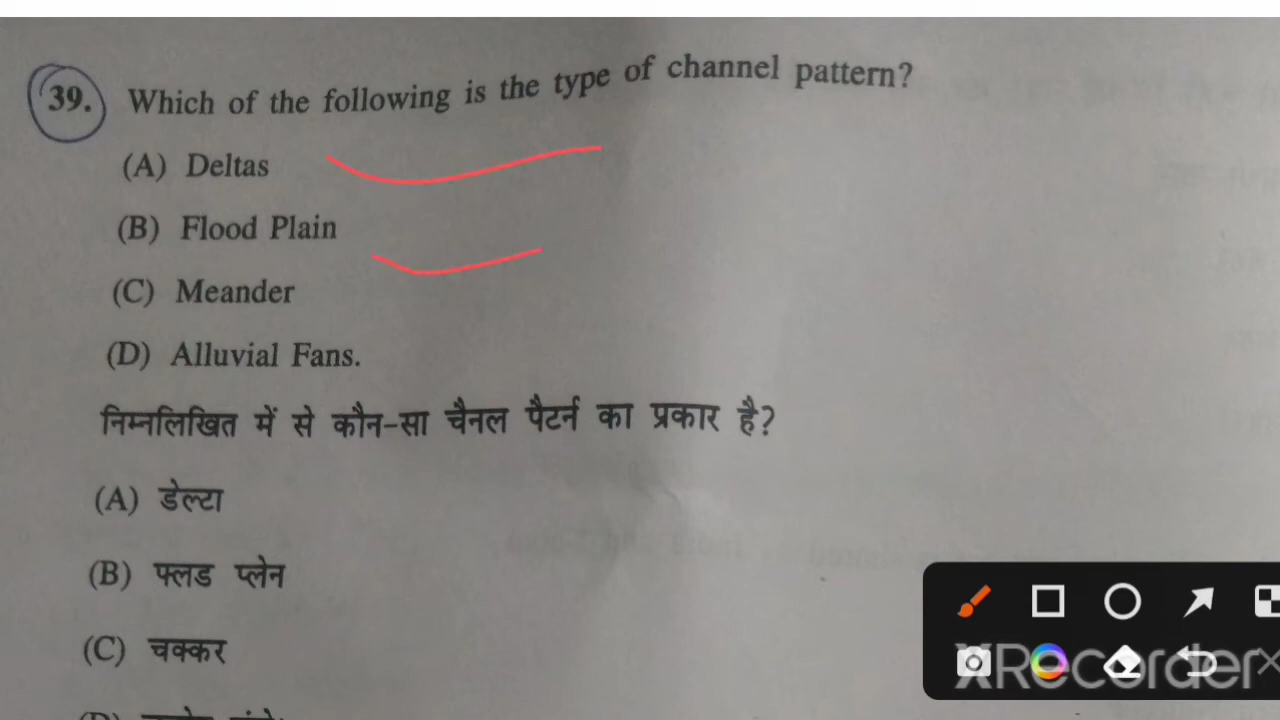 39. Which of the following is the type of channel pattern?
(A) Deltas
(B) Flood Plain
(C) Meander
(D) Alluvial Fans.
निम्नलिखित में से कौन-सा चैनल पैटर्न का प्रकार है?
(A) डेल्टा
(B) फ्लड प्लेन
(C) चक्कर
XRecorder